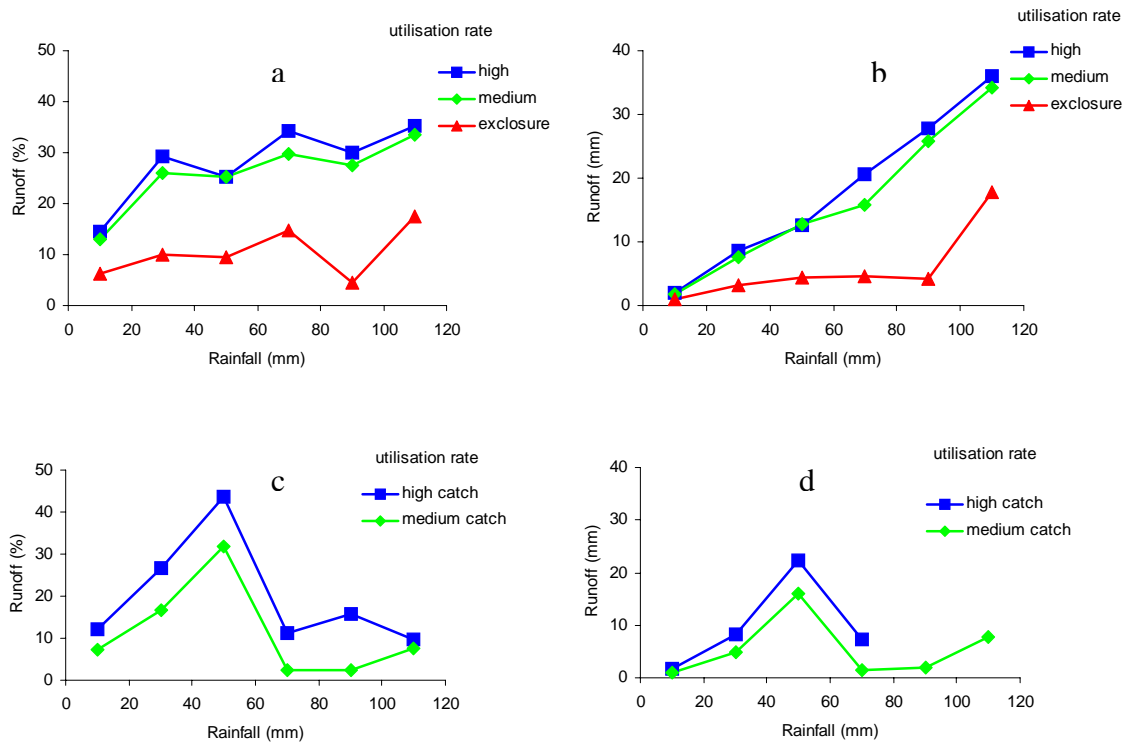 utilisation rate
high
medium
exclosure
a
50
40
30
20
10
0
Runoff (%)
0 20 40 60 80 100 120
Rainfall (mm)
utilisation rate
high
medium
exclosure
b
40
30
20
10
0
Runoff (mm)
0 20 40 60 80 100 120
Rainfall (mm)
utilisation rate
high catch
medium catch
c
50
40
30
20
10
0
Runoff (%)
0 20 40 60 80 100 120
Rainfall (mm)
utilisation rate
high catch
medium catch
d
40
30
20
10
0
Runoff (mm)
0 20 40 60 80 100 120
Rainfall (mm)